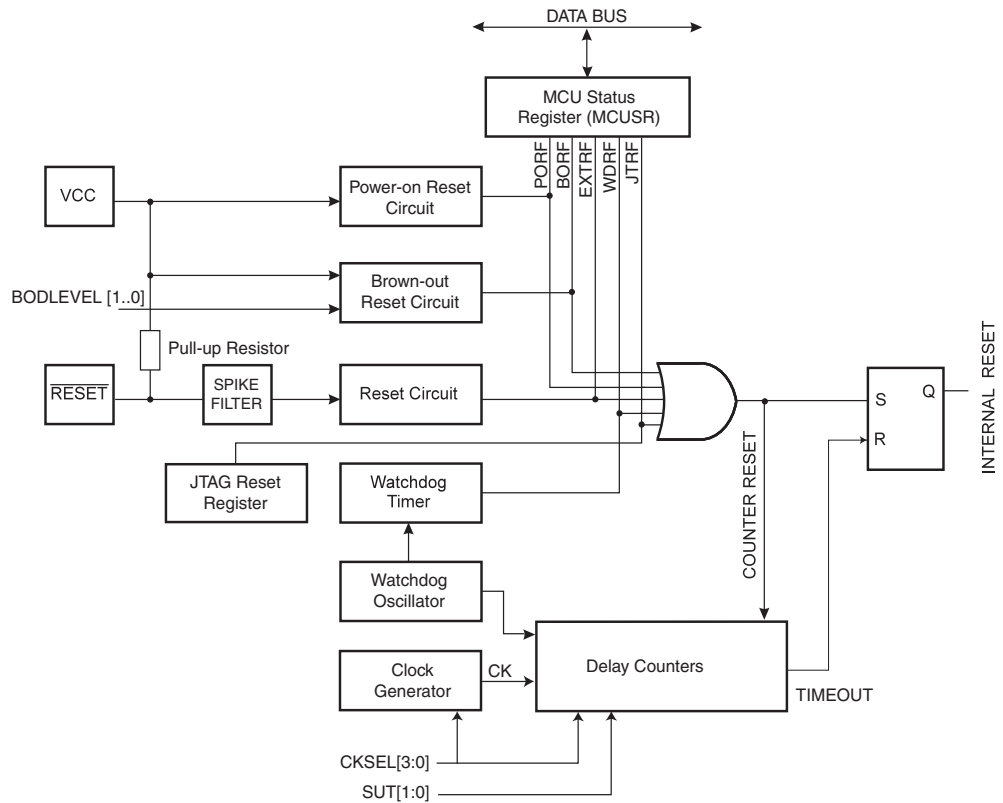 DATA BUS
MCU Status
Register (MCUSR)
PORF
BORF
EXTRF
WDRF
JTRF
VCC
Power-on Reset
Circuit
Brown-out
Reset Circuit
BODLEVEL [1..0]
Pull-up Resistor
RESET
SPIKE
FILTER
Reset Circuit
S
Q
R
INTERNAL RESET
JTAG Reset
Register
Watchdog
Timer
COUNTER RESET
Watchdog
Oscillator
Clock
Generator
CK
Delay Counters
TIMEOUT
CKSEL[3:0]
SUT[1:0]